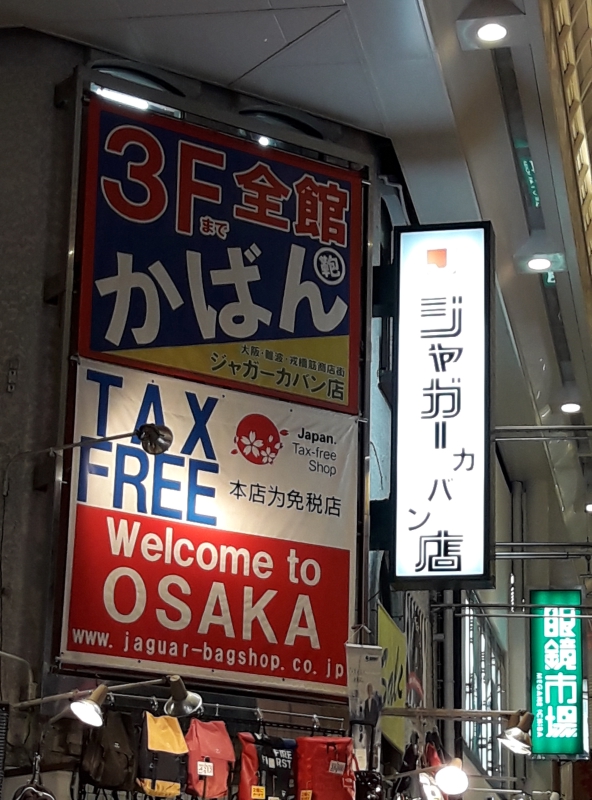 3Fまで全館
かばん 鞄
大阪・難波・戎橋筋商店街
ジャガーカバン店
TAX
FREE
Japan.
Tax-free
Shop
本店为免税店
Welcome to
OSAKA
www.jaguar-bagshop.co.jp
ジャガーカバン店
眼鏡市場